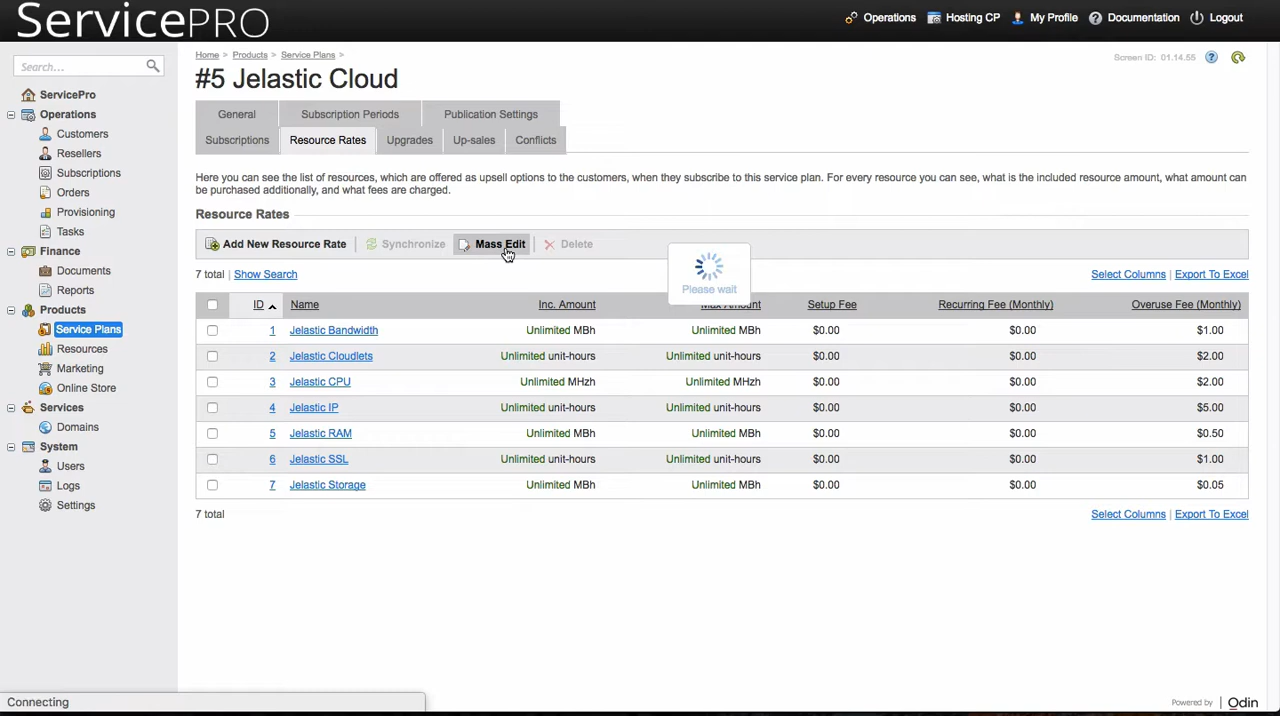 ServicePRO
Operations Hosting CP My Profile Documentation Logout
Search...
Home > Products > Service Plans >
Screen ID: 01.14.55
#5 Jelastic Cloud
General Subscription Periods Publication Settings
Subscriptions Resource Rates Upgrades Up-sales Conflicts
ServicePro
Operations
Customers
Resellers
Subscriptions
Orders
Provisioning
Tasks
Finance
Documents
Reports
Products
Service Plans
Resources
Marketing
Online Store
Services
Domains
System
Users
Logs
Settings
Here you can see the list of resources, which are offered as upsell options to the customers, when they subscribe to this service plan. For every resource you can see, what is the included resource amount, what amount can
be purchased additionally, and what fees are charged.
Resource Rates
Add New Resource Rate | Synchronize | Mass Edit | Delete
Please wait
7 total | Show Search
Select Columns | Export To Excel
ID Name Inc. Amount Max Amount Setup Fee Recurring Fee (Monthly) Overuse Fee (Monthly)
1 Jelastic Bandwidth Unlimited MBh Unlimited MBh $0.00 $0.00 $1.00
2 Jelastic Cloudlets Unlimited unit-hours Unlimited unit-hours $0.00 $0.00 $2.00
3 Jelastic CPU Unlimited MHzh Unlimited MHzh $0.00 $0.00 $2.00
4 Jelastic IP Unlimited unit-hours Unlimited unit-hours $0.00 $0.00 $5.00
5 Jelastic RAM Unlimited MBh Unlimited MBh $0.00 $0.00 $0.50
6 Jelastic SSL Unlimited unit-hours Unlimited unit-hours $0.00 $0.00 $1.00
7 Jelastic Storage Unlimited MBh Unlimited MBh $0.00 $0.00 $0.05
7 total
Select Columns | Export To Excel
Connecting
Powered by | Odin